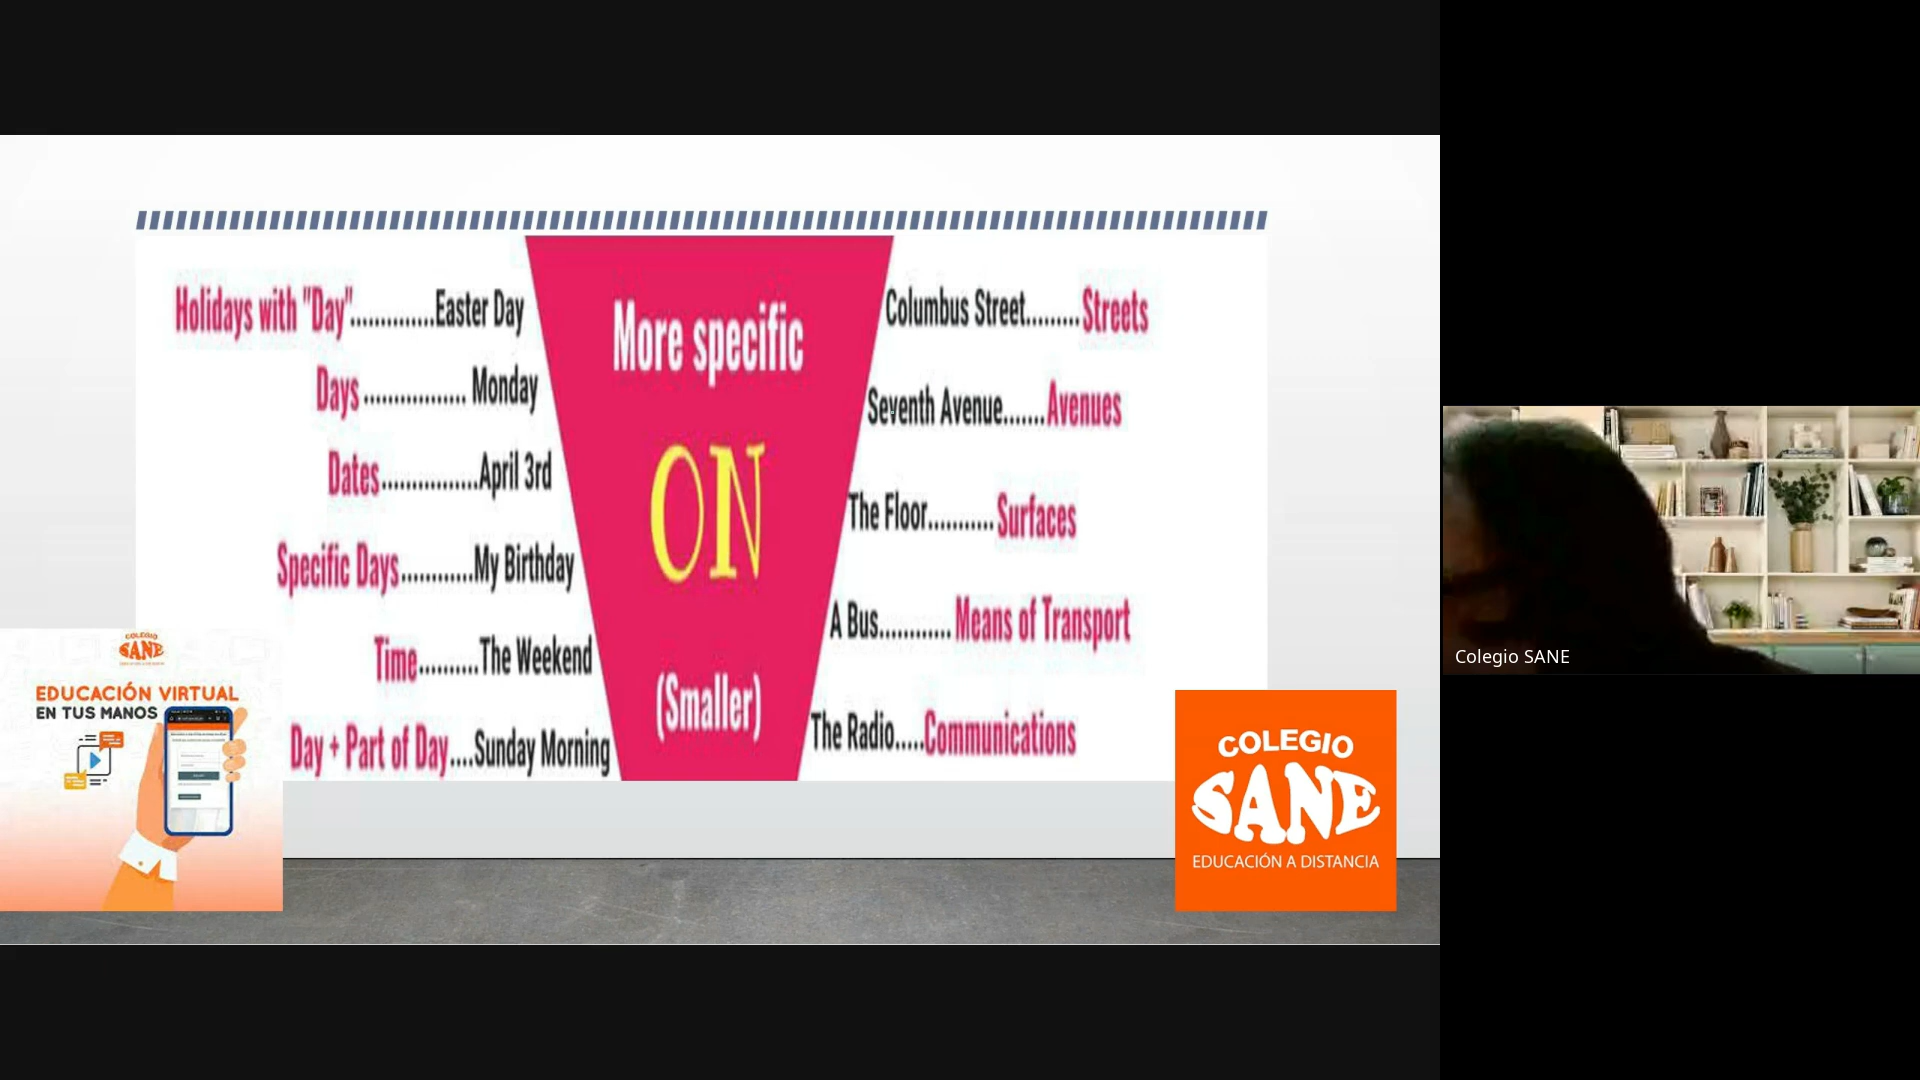 Holidays with "Day"..............Easter Day
Days ................. Monday
Dates................April 3rd
Specific Days............My Birthday
Time..........The Weekend
Day + Part of Day....Sunday Morning
More specific
ON
(Smaller)
Columbus Street.........Streets
Seventh Avenue.......Avenues
The Floor........... Surfaces
A Bus............ Means of Transport
The Radio.....Communications
COLEGIO
SANE
EDUCACIÓN VIRTUAL
EN TUS MANOS
COLEGIO
SANE
EDUCACIÓN A DISTANCIA
Colegio SANE